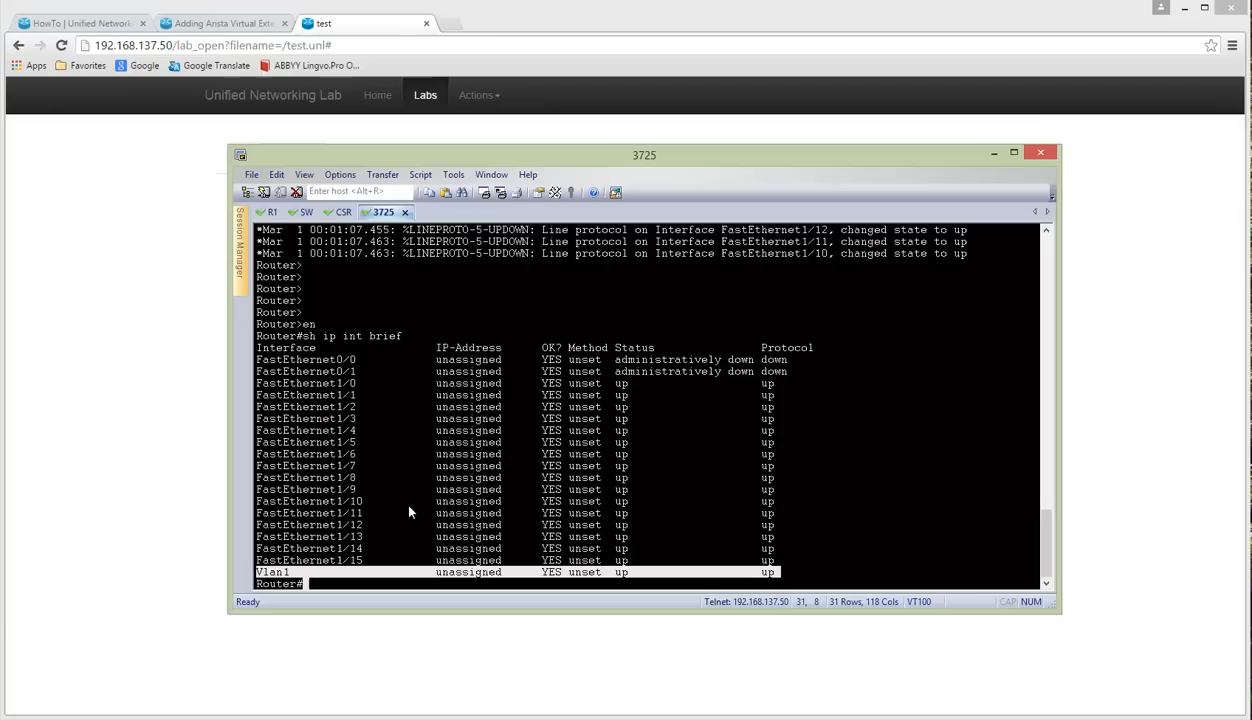 HowTo | Unified Network
Adding Arista Virtual Exte
test
192.168.137.50/lab_open?filename=/test.unl#
Apps Favorites Google Google Translate ABBYY Lingvo.Pro O...
Unified Networking Lab Home Labs Actions
3725
File Edit View Options Transfer Script Tools Window Help
Enter host <Alt+R>
R1 SW CSR 3725
Session Manager
*Mar 1 00:01:07.455: %LINEPROTO-5-UPDOWN: Line protocol on Interface FastEthernet1/12, changed state to up
*Mar 1 00:01:07.463: %LINEPROTO-5-UPDOWN: Line protocol on Interface FastEthernet1/11, changed state to up
*Mar 1 00:01:07.463: %LINEPROTO-5-UPDOWN: Line protocol on Interface FastEthernet1/10, changed state to up
Router>
Router>
Router>
Router>
Router>
Router>en
Router#sh ip int brief
Interface IP-Address OK? Method Status Protocol
FastEthernet0/0 unassigned YES unset administratively down down
FastEthernet0/1 unassigned YES unset administratively down down
FastEthernet1/0 unassigned YES unset up up
FastEthernet1/1 unassigned YES unset up up
FastEthernet1/2 unassigned YES unset up up
FastEthernet1/3 unassigned YES unset up up
FastEthernet1/4 unassigned YES unset up up
FastEthernet1/5 unassigned YES unset up up
FastEthernet1/6 unassigned YES unset up up
FastEthernet1/7 unassigned YES unset up up
FastEthernet1/8 unassigned YES unset up up
FastEthernet1/9 unassigned YES unset up up
FastEthernet1/10 unassigned YES unset up up
FastEthernet1/11 unassigned YES unset up up
FastEthernet1/12 unassigned YES unset up up
FastEthernet1/13 unassigned YES unset up up
FastEthernet1/14 unassigned YES unset up up
FastEthernet1/15 unassigned YES unset up up
Vlan1 unassigned YES unset up up
Router#
Ready Telnet: 192.168.137.50 31, 8 31 Rows, 118 Cols VT100 CAP NUM